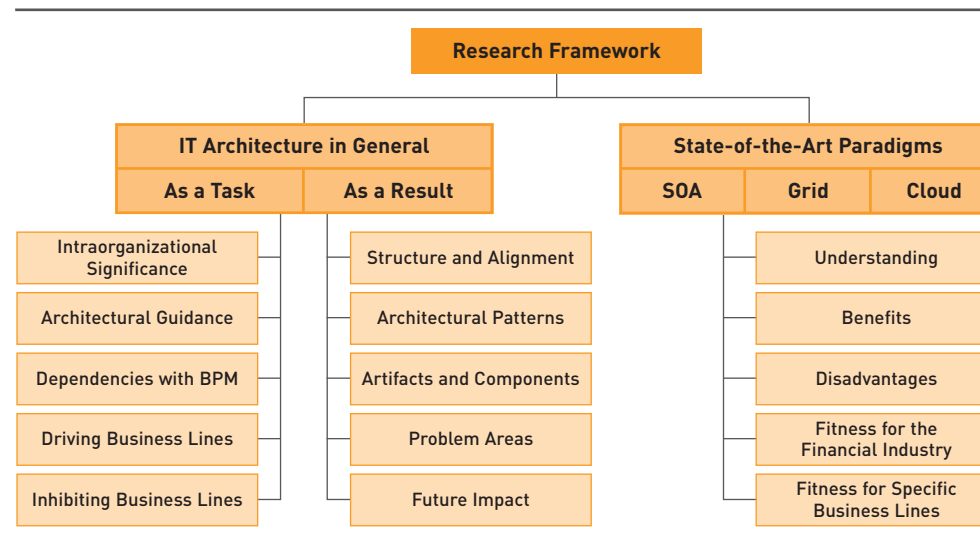 Research Framework
IT Architecture in General
As a Task
As a Result
Intraorganizational
Significance
Architectural Guidance
Dependencies with BPM
Driving Business Lines
Inhibiting Business Lines
Structure and Alignment
Architectural Patterns
Artifacts and Components
Problem Areas
Future Impact
State-of-the-Art Paradigms
SOA
Grid
Cloud
Understanding
Benefits
Disadvantages
Fitness for the
Financial Industry
Fitness for Specific
Business Lines